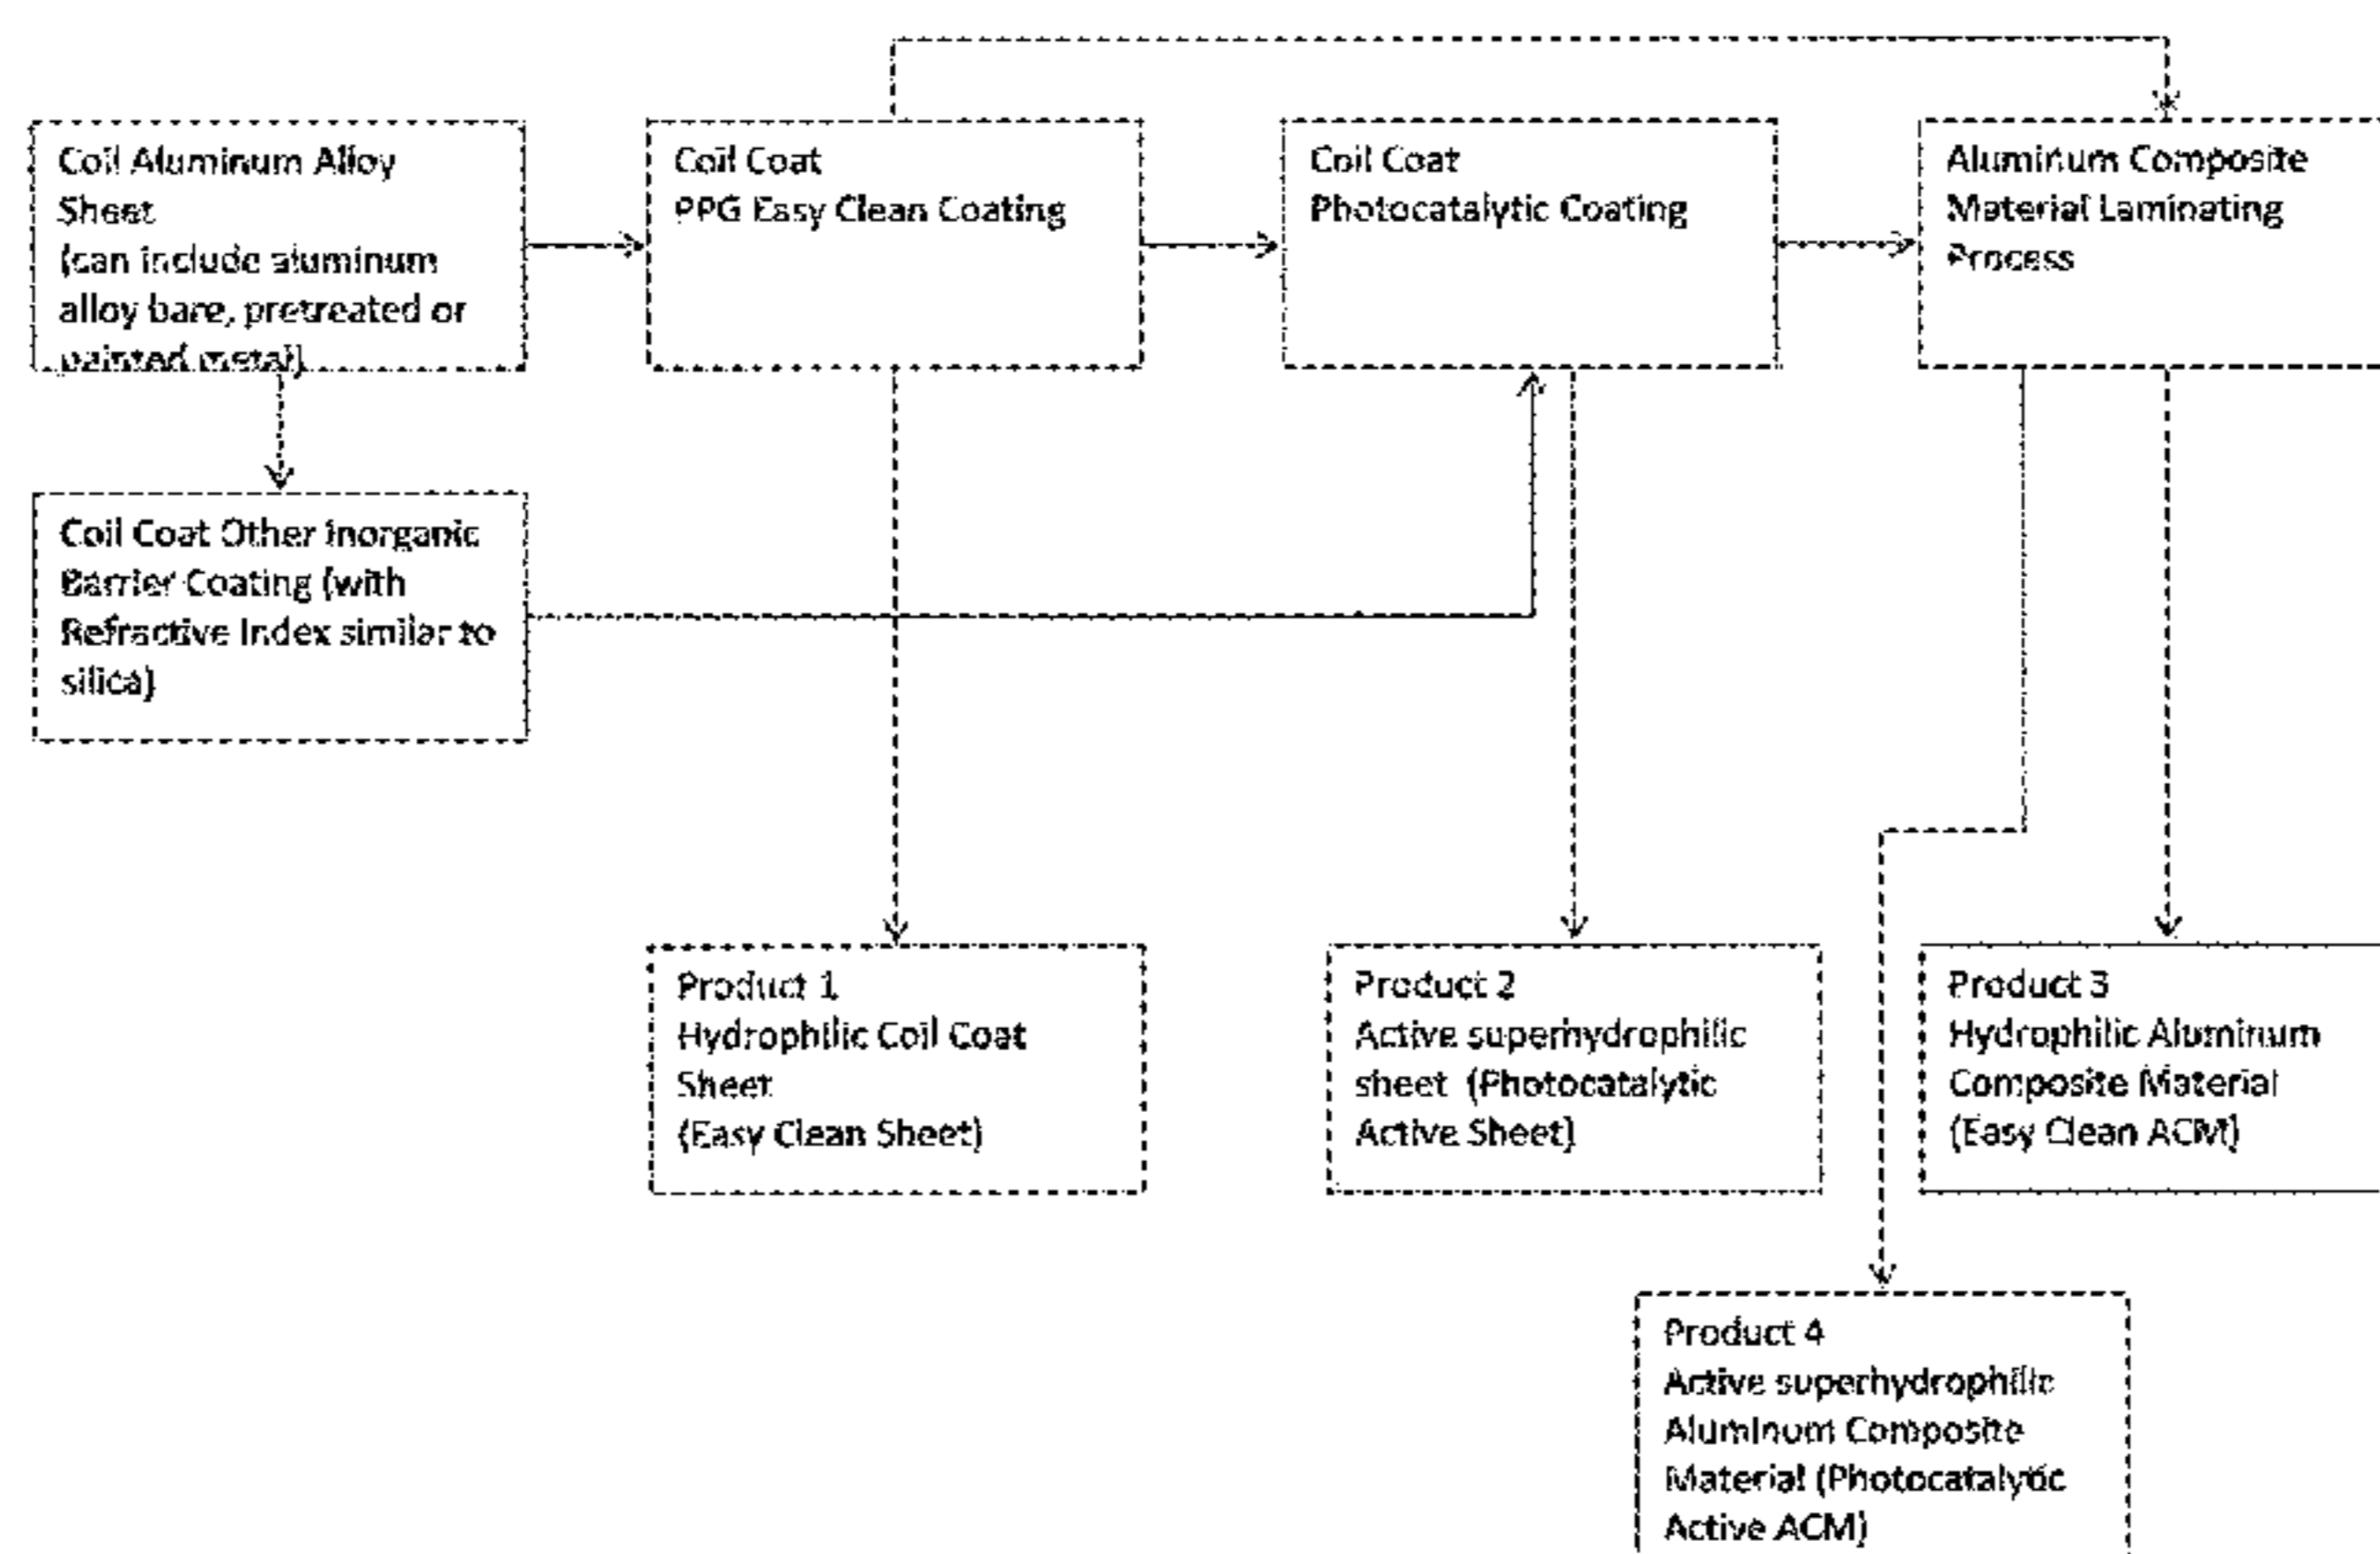 Coil Aluminum Alloy
Sheet
(can include aluminum
alloy bare, pretreated or
painted metal)
Coil Coat
PPG Easy Clean Coating
Coil Coat
Photocatalytic Coating
Aluminum Composite
Material Laminating
Process
Coil Coat Other Inorganic
Barrier Coating (with
Refractive Index similar to
silica)
Product 1
Hydrophilic Coil Coat
Sheet
(Easy Clean Sheet)
Product 2
Active superhydrophilic
sheet (Photocatalytic
Active Sheet)
Product 3
Hydrophilic Aluminum
Composite Material
(Easy Clean ACM)
Product 4
Active superhydrophilic
Aluminum Composite
Material (Photocatalytic
Active ACM)